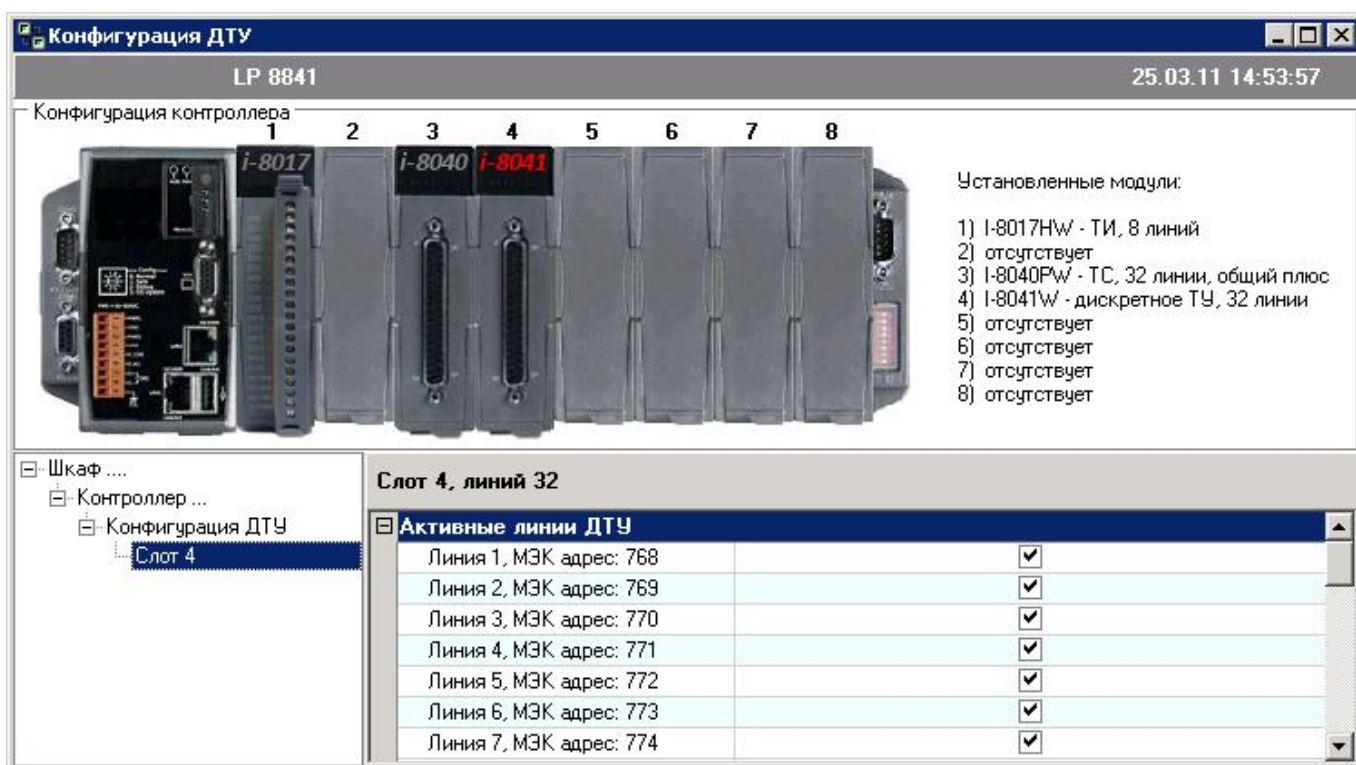 Конфигурация ДТУ
LP 8841
25.03.11 14:53:57
Конфигурация контроллера
1 2 3 4 5 6 7 8
i-8017 i-8040 i-8041
Установленные модули:
1) I-8017HW - ТИ, 8 линий
2) отсутствует
3) I-8040PW - ТС, 32 линии, общий плюс
4) I-8041W - дискретное ТУ, 32 линии
5) отсутствует
6) отсутствует
7) отсутствует
8) отсутствует
Шкаф ....
Контроллер ...
Конфигурация ДТУ
Слот 4
Слот 4, линий 32
Активные линии ДТУ
Линия 1, МЭК адрес: 768
Линия 2, МЭК адрес: 769
Линия 3, МЭК адрес: 770
Линия 4, МЭК адрес: 771
Линия 5, МЭК адрес: 772
Линия 6, МЭК адрес: 773
Линия 7, МЭК адрес: 774